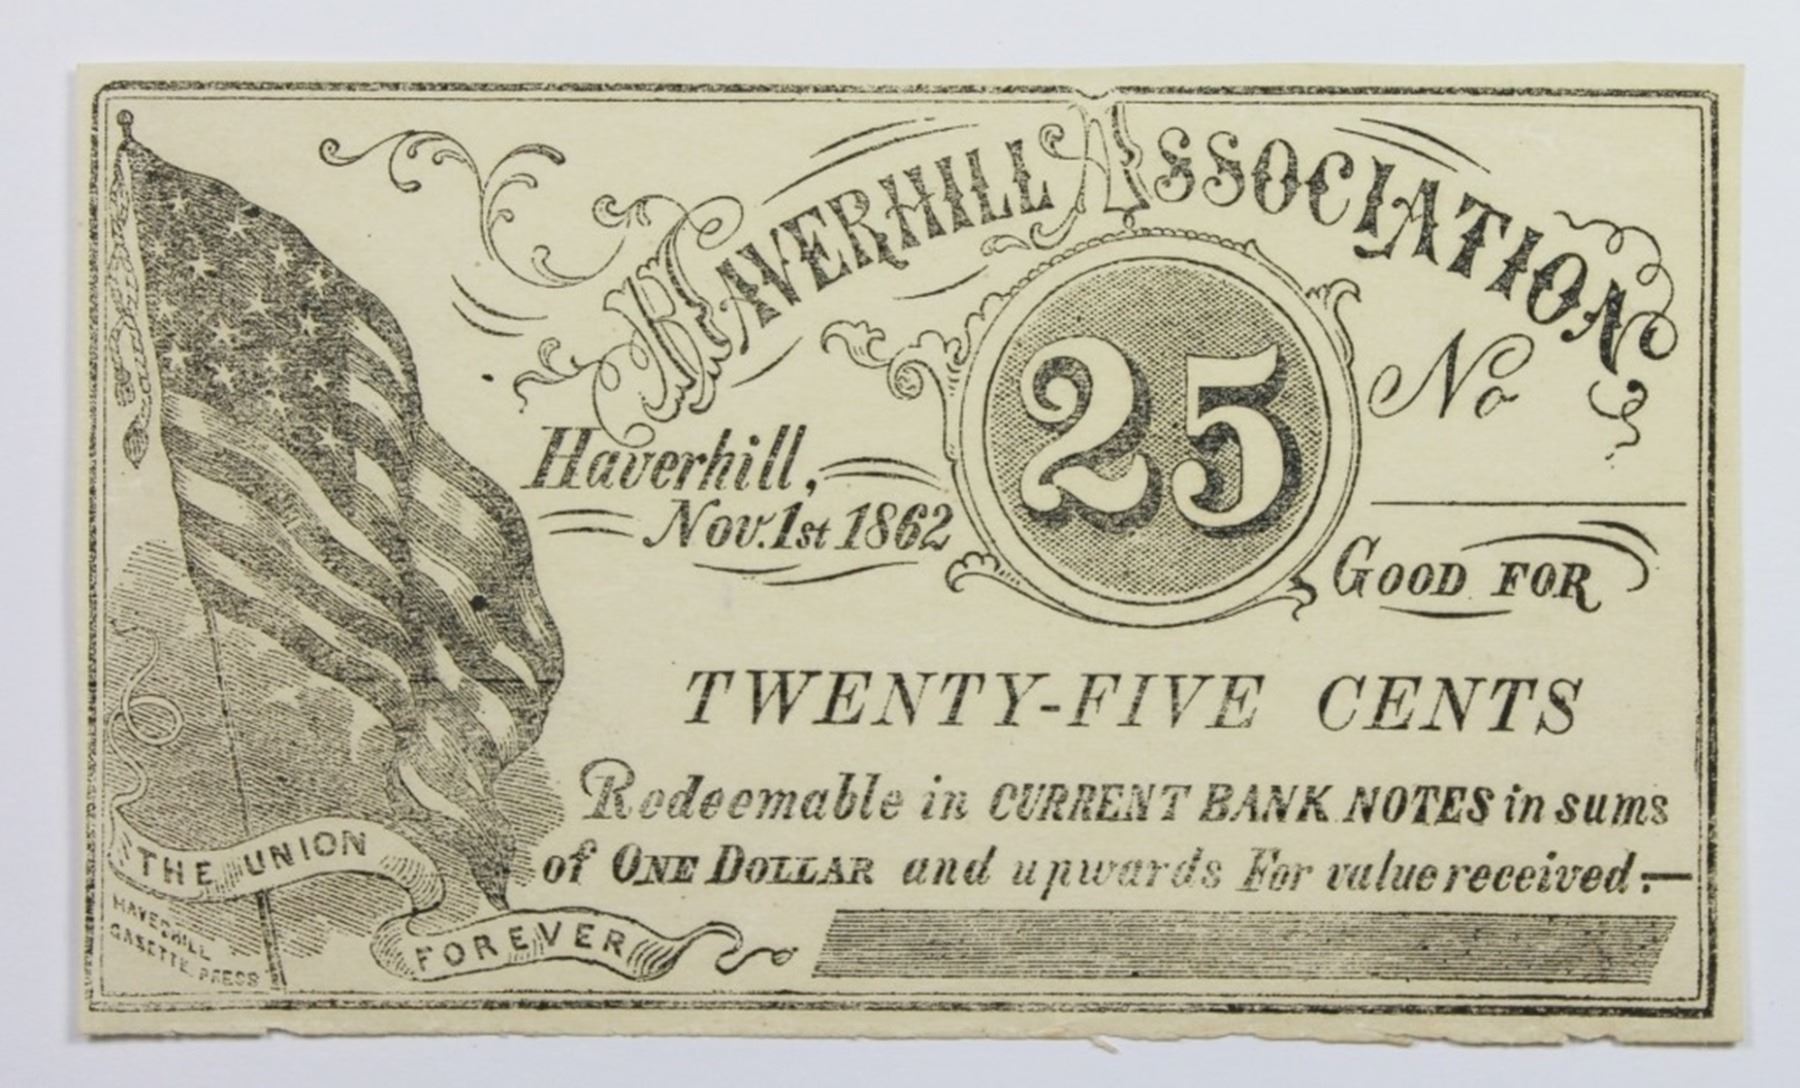 HAVERHILL ASSOCIATION
25
No
Haverhill,
Nov. 1st 1862
GOOD FOR
TWENTY-FIVE CENTS
Redeemable in CURRENT BANK NOTES in sums
of ONE DOLLAR and upwards For value received.—
THE UNION
FOREVER
HAVERHILL
GASETTE PRESS